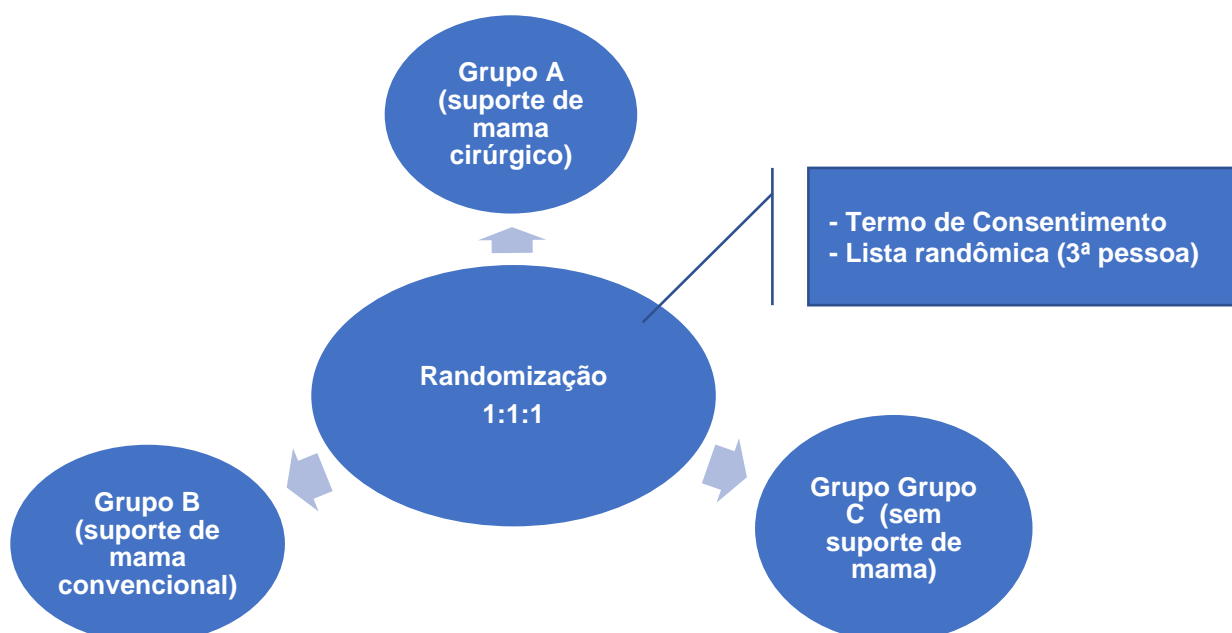 Grupo A
(suporte de
mama
cirúrgico)
- Termo de Consentimento
- Lista randômica (3ª pessoa)
Randomização
1:1:1
Grupo B
(suporte de
mama
convencional)
Grupo Grupo
C (sem
suporte de
mama)